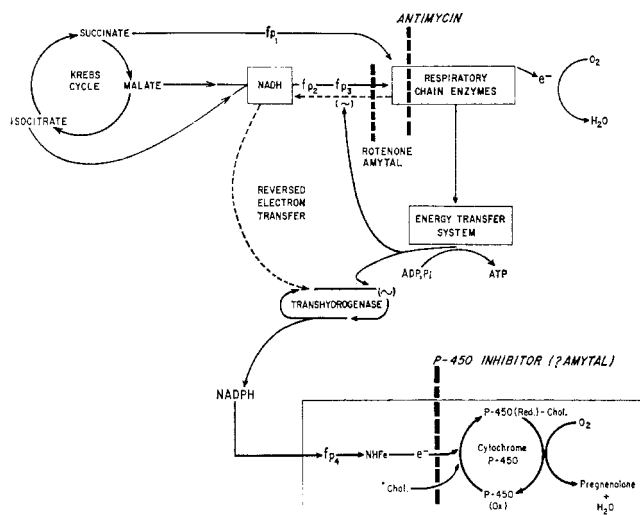 ANTIMYCIN
SUCCINATE
fp1
KREBS
CYCLE
MALATE
ISOCITRATE
NADH
fp2 fp3
(~)
RESPIRATORY
CHAIN ENZYMES
e-
O2
H2O
ROTENONE
AMYTAL
REVERSED
ELECTRON
TRANSFER
ENERGY TRANSFER
SYSTEM
ADP,Pi
ATP
(~)
TRANSHYDROGENASE
NADPH
P-450 INHIBITOR (?AMYTAL)
P-450(Red.)-Chol.
O2
fp4
NHFe
e-
Cytochrome
P-450
Chol.
P-450
(Ox)
Pregnenolone
+
H2O